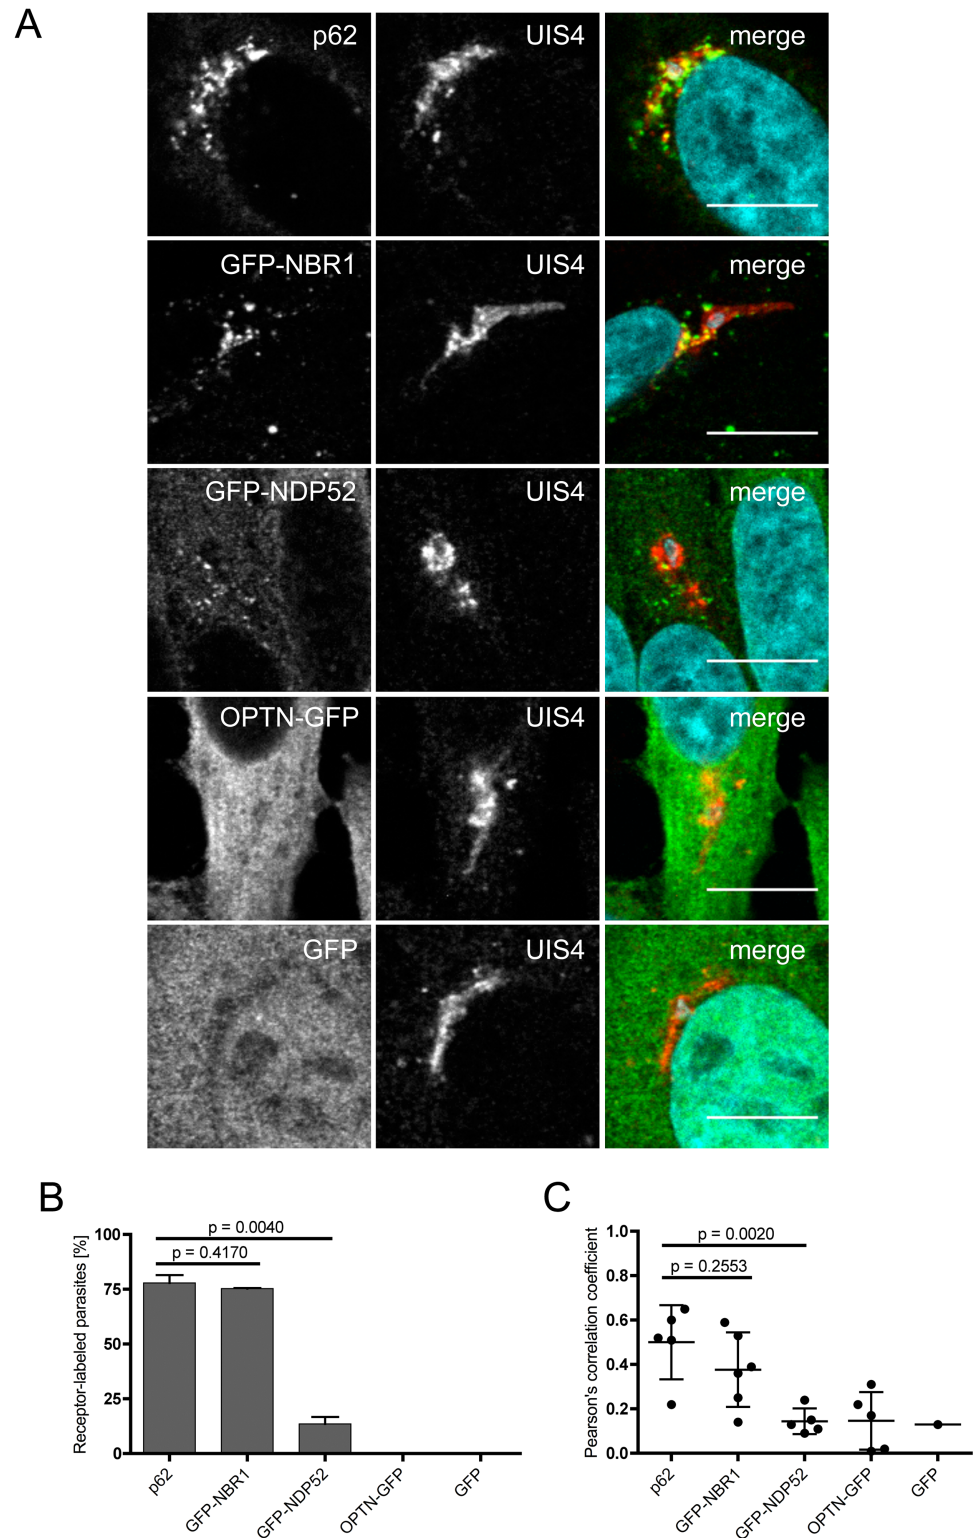 A
p62
UIS4
merge
GFP-NBR1
UIS4
merge
GFP-NDP52
UIS4
merge
OPTN-GFP
UIS4
merge
GFP
UIS4
merge
B
Receptor-labeled parasites [%]
100
75
50
25
0
p = 0.0040
p = 0.4170
p62
GFP-NBR1
GFP-NDP52
OPTN-GFP
GFP
C
Pearson's correlation coefficient
1.0
0.8
0.6
0.4
0.2
0.0
p = 0.0020
p = 0.2553
p62
GFP-NBR1
GFP-NDP52
OPTN-GFP
GFP